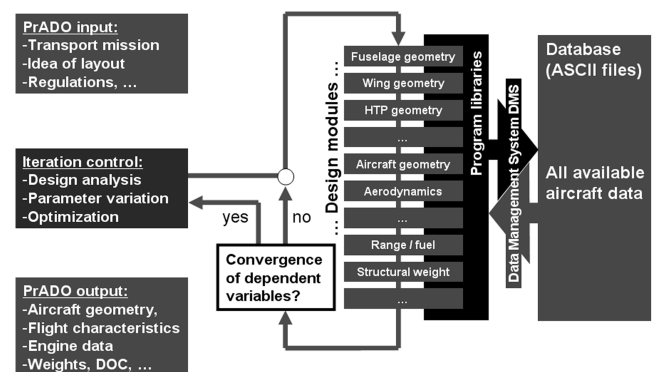 PrADO input:
-Transport mission
-Idea of layout
-Regulations, ...
Iteration control:
-Design analysis
-Parameter variation
-Optimization
PrADO output:
-Aircraft geometry,
-Flight characteristics
-Engine data
-Weights, DOC, ...
yes
no
Convergence
of dependent
variables?
... Design modules ...
Fuselage geometry
Wing geometry
HTP geometry
...
Aircraft geometry
Aerodynamics
...
Range / fuel
Structural weight
...
Program libraries
Data Management System DMS
Database
(ASCII files)
All available
aircraft data